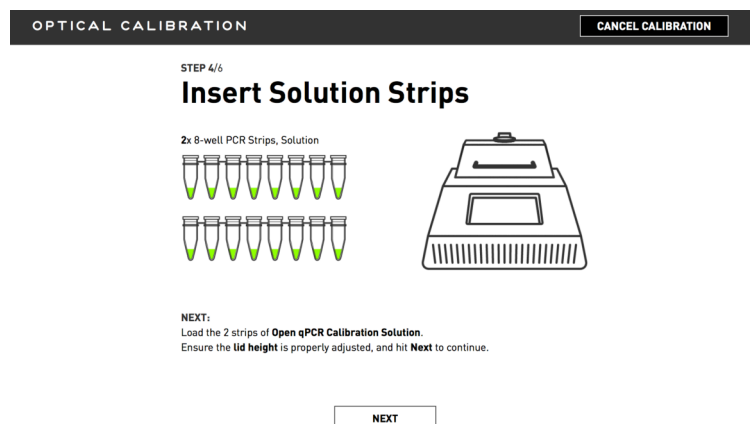 OPTICAL CALIBRATION
CANCEL CALIBRATION
STEP 4/6
Insert Solution Strips
2x 8-well PCR Strips, Solution
NEXT:
Load the 2 strips of Open qPCR Calibration Solution.
Ensure the lid height is properly adjusted, and hit Next to continue.
NEXT